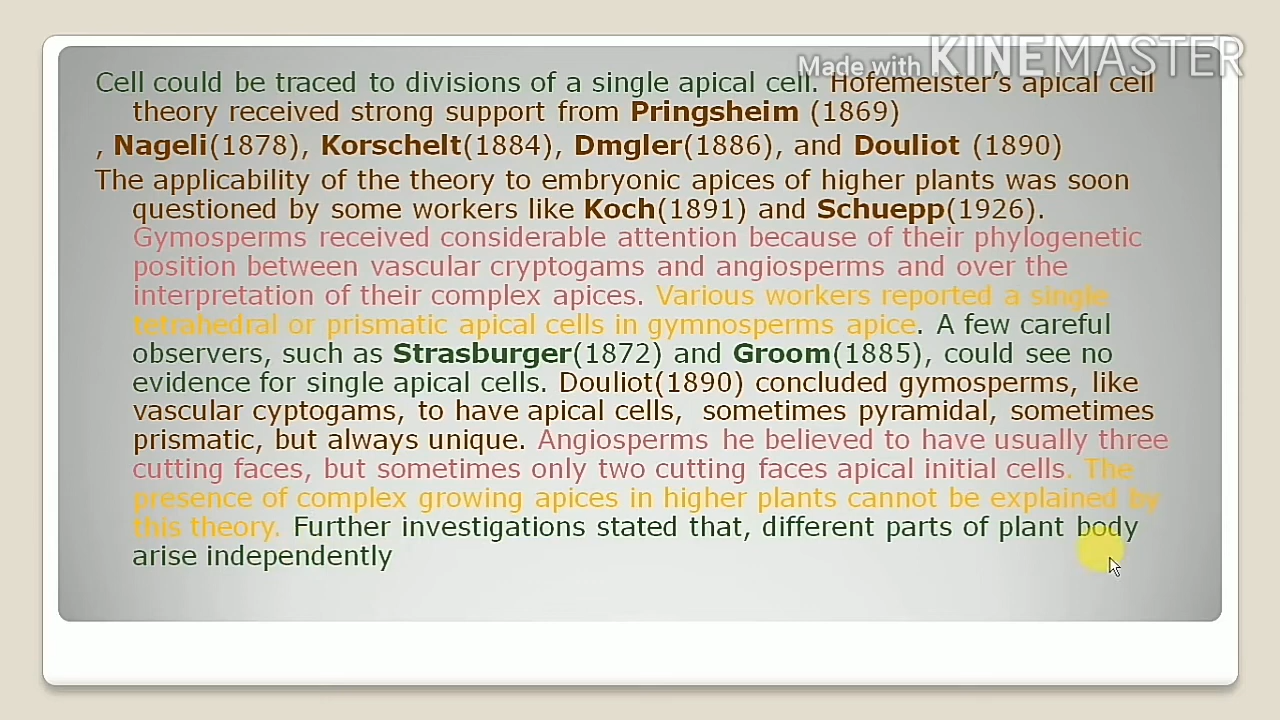 Made with KINEMASTER
Cell could be traced to divisions of a single apical cell. Hofemeister's apical cell
theory received strong support from Pringsheim (1869)
, Nageli(1878), Korschelt(1884), Dmgler(1886), and Douliot (1890)
The applicability of the theory to embryonic apices of higher plants was soon
questioned by some workers like Koch(1891) and Schuepp(1926).
Gymosperms received considerable attention because of their phylogenetic
position between vascular cryptogams and angiosperms and over the
interpretation of their complex apices. Various workers reported a single
tetrahedral or prismatic apical cells in gymnosperms apice. A few careful
observers, such as Strasburger(1872) and Groom(1885), could see no
evidence for single apical cells. Douliot(1890) concluded gymosperms, like
vascular cyptogams, to have apical cells, sometimes pyramidal, sometimes
prismatic, but always unique. Angiosperms he believed to have usually three
cutting faces, but sometimes only two cutting faces apical initial cells. The
presence of complex growing apices in higher plants cannot be explained by
this theory. Further investigations stated that, different parts of plant body
arise independently